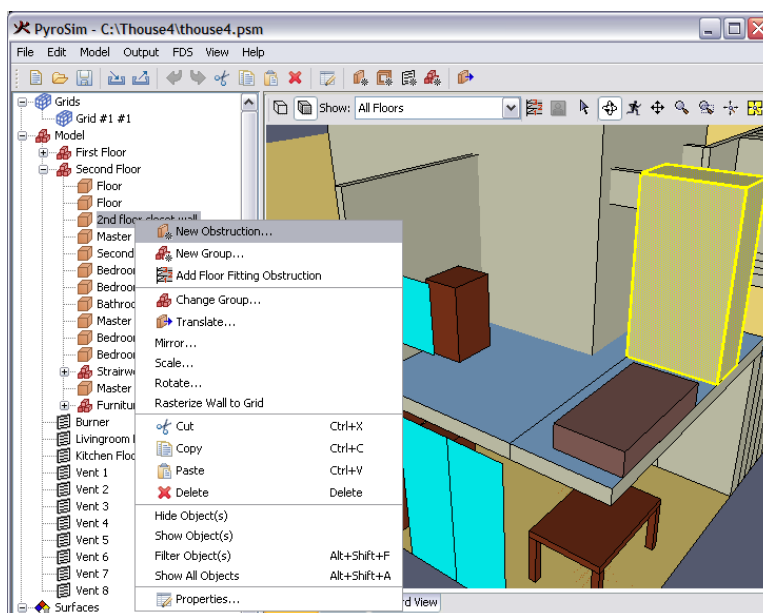 PyroSim - C:\Thouse4\thouse4.psm
File Edit Model Output FDS View Help
Show: All Floors
Grids
Grid #1 #1
Model
First Floor
Second Floor
Floor
Floor
2nd floor closet wall
Master
Second
Bedroo
Bedroo
Bathro
Master
Bedroo
Bedroo
Stairwe
Master
Furnitur
Burner
Livingroom
Kitchen Floo
Vent 1
Vent 2
Vent 3
Vent 4
Vent 5
Vent 6
Vent 7
Vent 8
Surfaces
New Obstruction...
New Group...
Add Floor Fitting Obstruction
Change Group...
Translate...
Mirror...
Scale...
Rotate...
Rasterize Wall to Grid
Cut Ctrl+X
Copy Ctrl+C
Paste Ctrl+V
Delete Delete
Hide Object(s)
Show Object(s)
Filter Object(s) Alt+Shift+F
Show All Objects Alt+Shift+A
Properties...
rd View